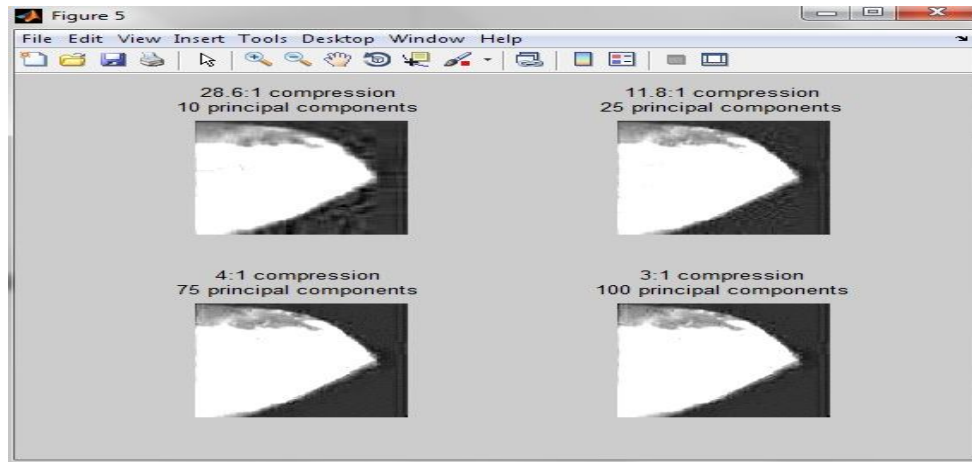 Figure 5
File Edit View Insert Tools Desktop Window Help
28.6:1 compression
10 principal components
11.8:1 compression
25 principal components
4:1 compression
75 principal components
3:1 compression
100 principal components